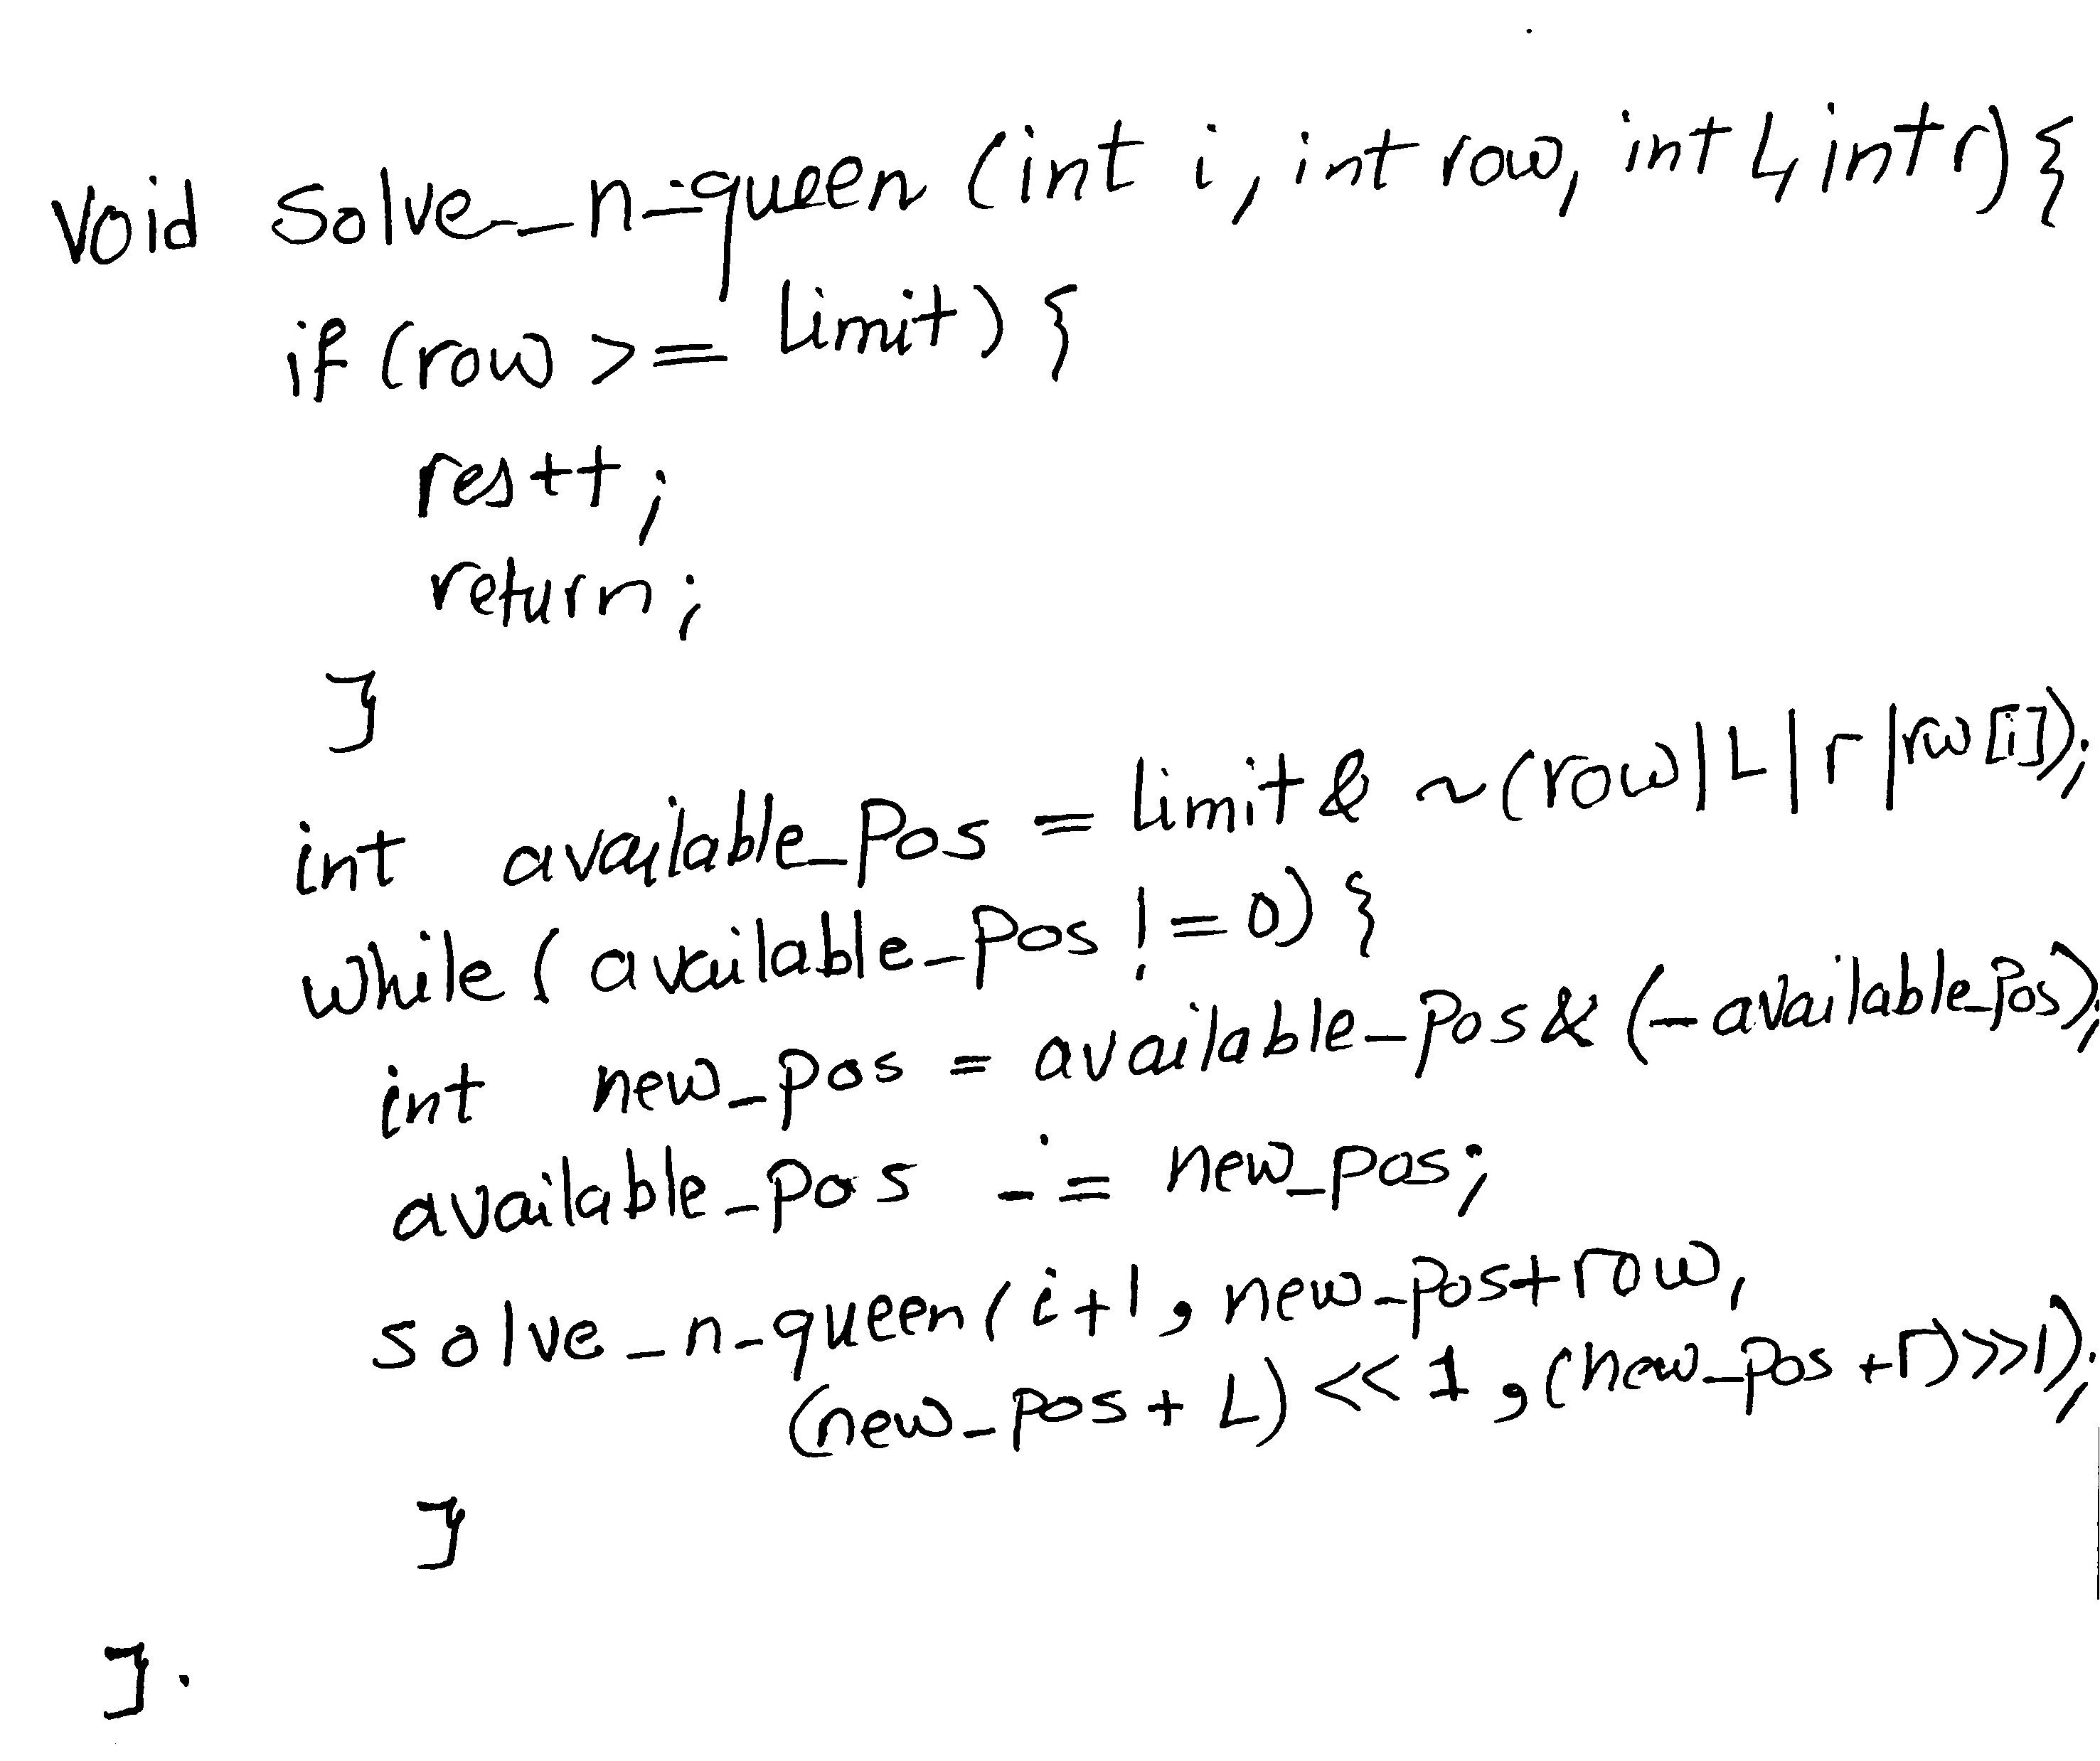 void solve_n_queen (int i, int row, int L, int r) {
if (row >= limit) {
res++;
return;
}
int available_pos = limit & ~(row|L|r|rw[i]);
while (available_pos != 0) {
int new_pos = available_pos & (-available_pos);
available_pos -= new_pos;
solve_n_queen(i+1, new_pos+row,
(new_pos + L) << 1, (new_pos + r) >> 1);
}
}.